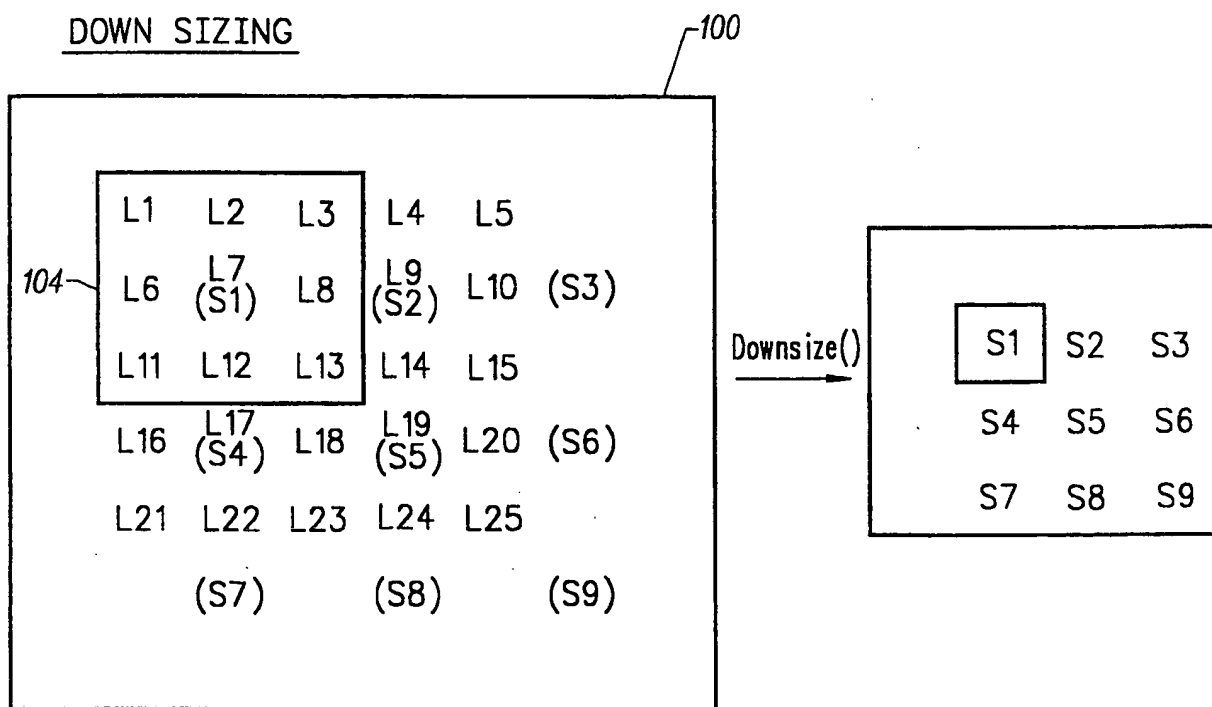 DOWN SIZING
100
L1 L2 L3 L4 L5
104
L6 L7 (S1) L8 L9 (S2) L10 (S3)
L11 L12 L13 L14 L15
L16 L17 (S4) L18 L19 (S5) L20 (S6)
L21 L22 L23 L24 L25
(S7) (S8) (S9)
Downsize()
S1 S2 S3
S4 S5 S6
S7 S8 S9